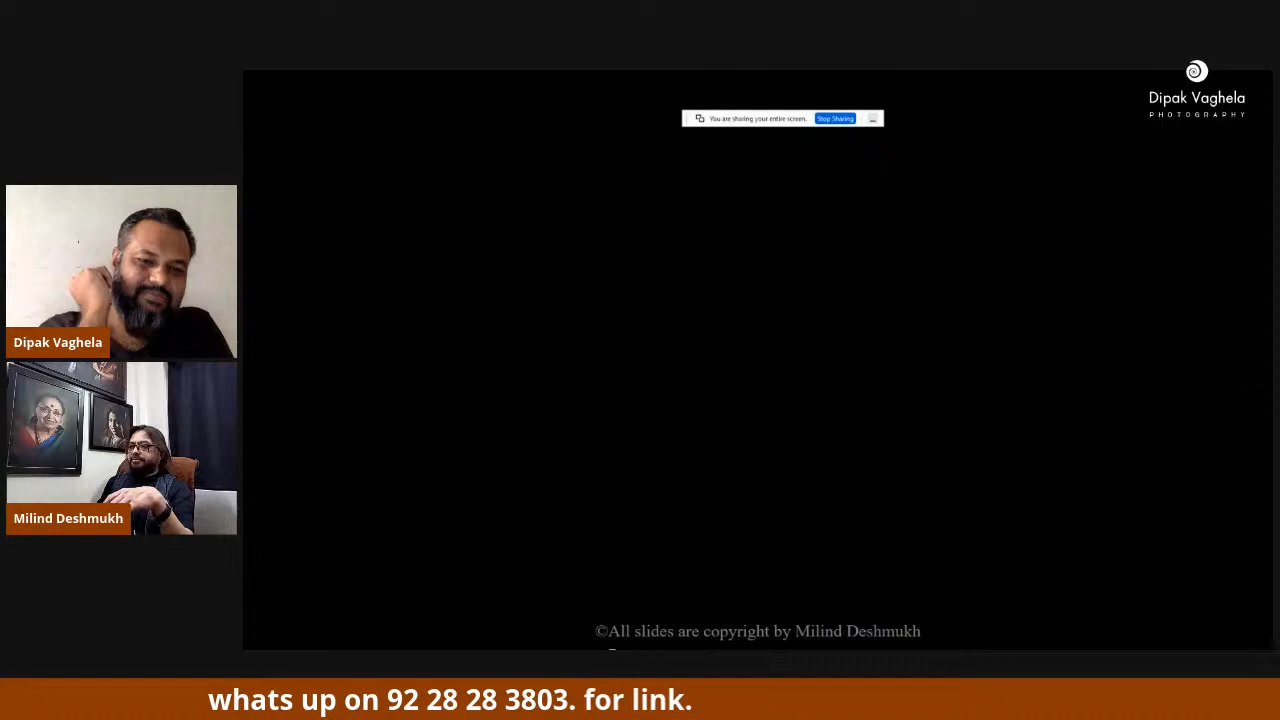 Dipak Vaghela
PHOTOGRAPHY
You are sharing your entire screen.
Stop Sharing
Dipak Vaghela
Milind Deshmukh
©All slides are copyright by Milind Deshmukh
whats up on 92 28 28 3803. for link.